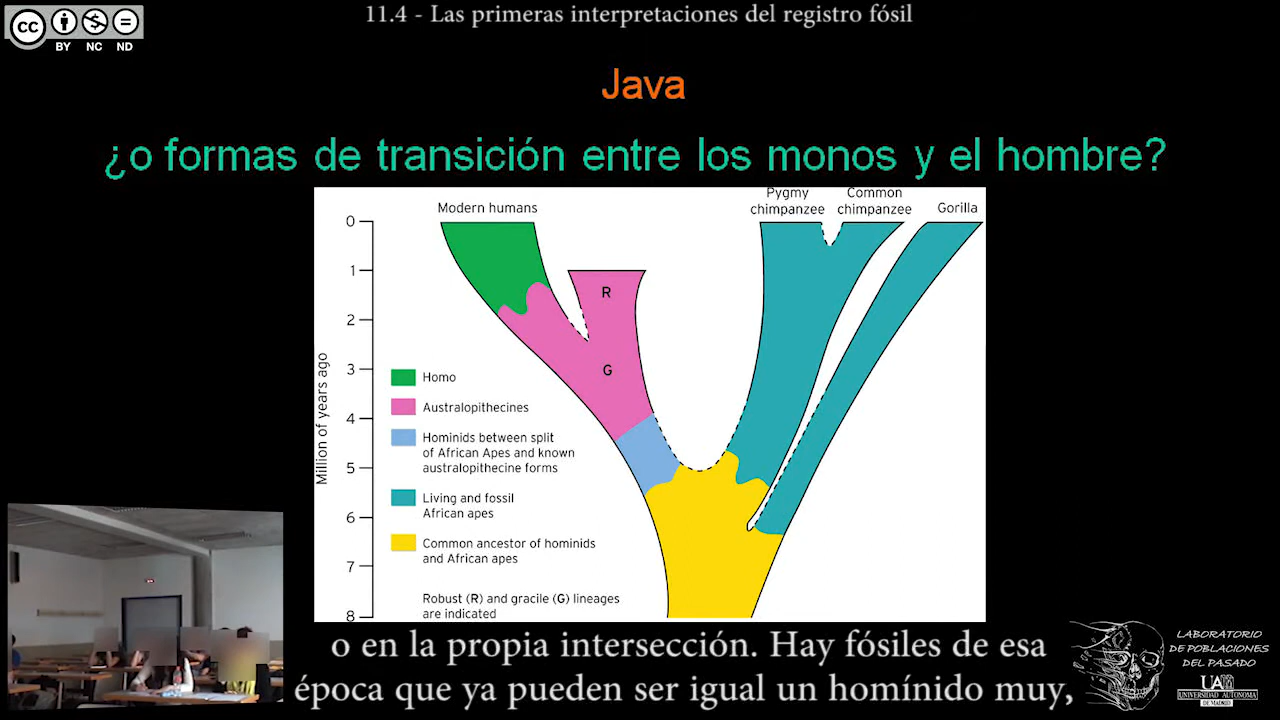 11.4 - Las primeras interpretaciones del registro fósil
cc
BY NC ND
Java
¿o formas de transición entre los monos y el hombre?
Modern humans
Pygmy
chimpanzee
Common
chimpanzee
Gorilla
Million of years ago
0
1
2
3
4
5
6
7
8
R
G
Homo
Australopithecines
Hominids between split
of African Apes and known
australopithecine forms
Living and fossil
African apes
Common ancestor of hominids
and African apes
Robust (R) and gracile (G) lineages
are indicated
o en la propia intersección. Hay fósiles de esa
época que ya pueden ser igual un homínido muy,
LABORATORIO
DE POBLACIONES
DEL PASADO
UAM
UNIVERSIDAD AUTONOMA
DE MADRID